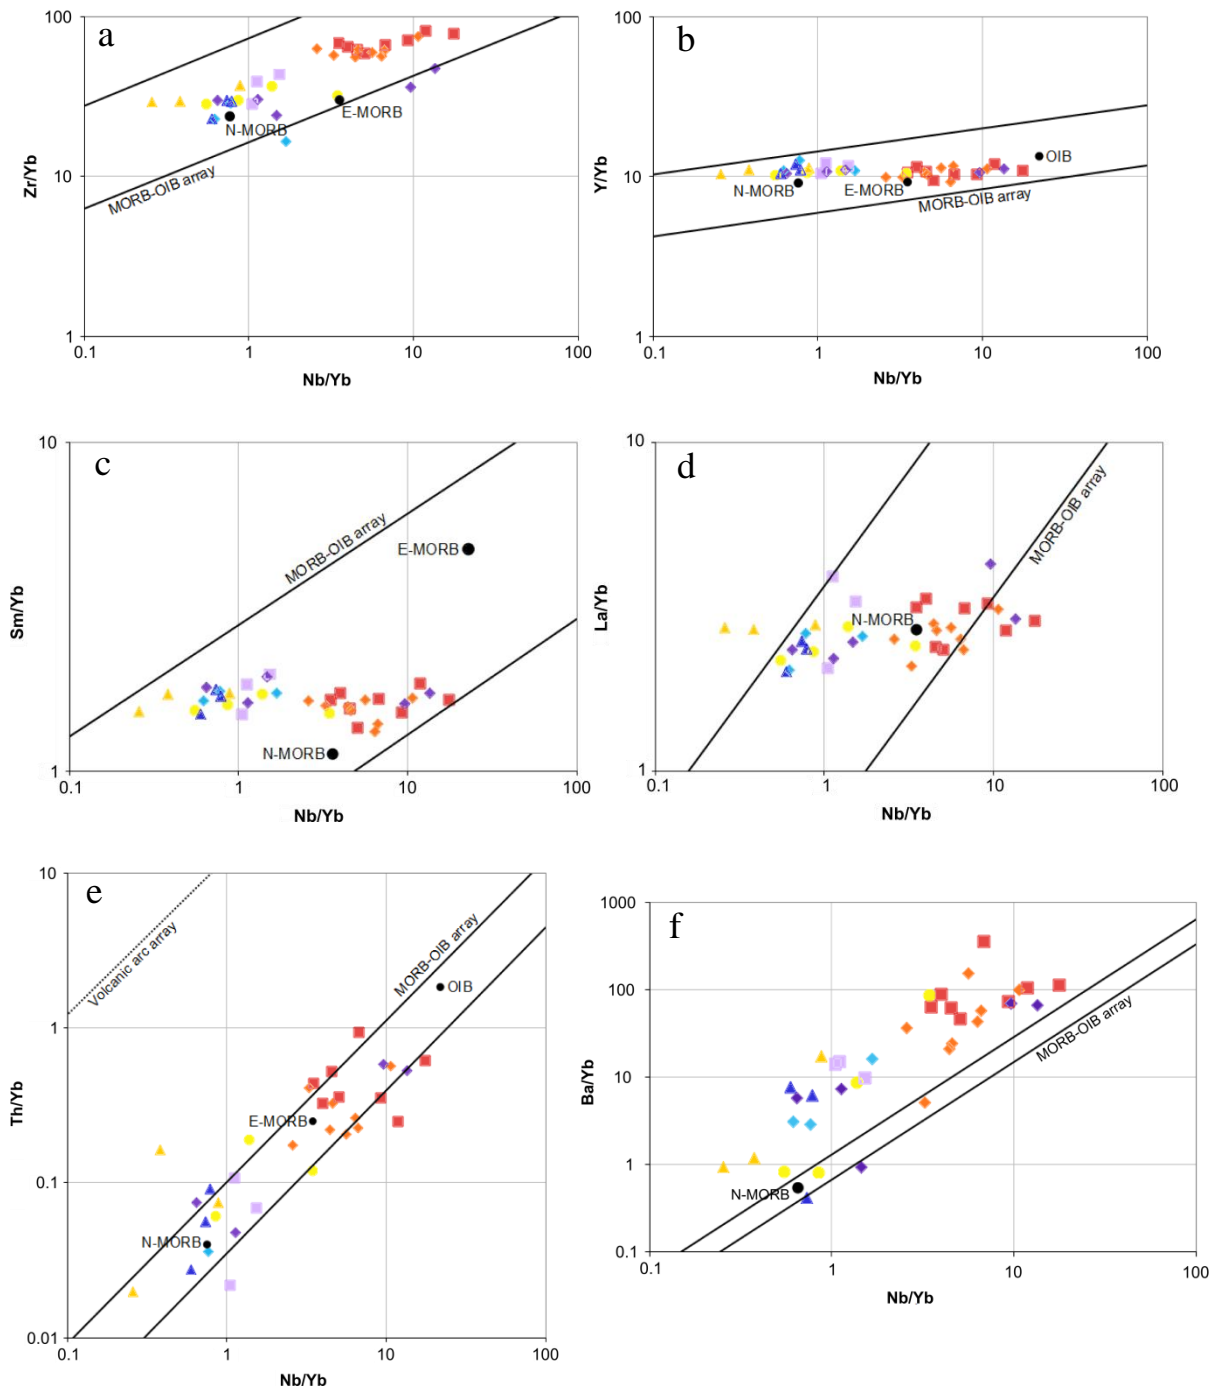 a
100
10
1
Zr/Yb
N-MORB
E-MORB
MORB-OIB array
0.1
1
10
100
Nb/Yb
b
100
10
1
Y/Yb
OIB
N-MORB
E-MORB
MORB-OIB array
0.1
1
10
100
Nb/Yb
c
10
1
Sm/Yb
MORB-OIB array
E-MORB
N-MORB
0.1
1
10
100
Nb/Yb
d
10
1
La/Yb
MORB-OIB array
N-MORB
0.1
1
10
100
Nb/Yb
e
10
1
0.1
0.01
Th/Yb
Volcanic arc array
MORB-OIB array
OIB
E-MORB
N-MORB
0.1
1
10
100
Nb/Yb
f
1000
100
10
1
0.1
Ba/Yb
MORB-OIB array
N-MORB
0.1
1
10
100
Nb/Yb